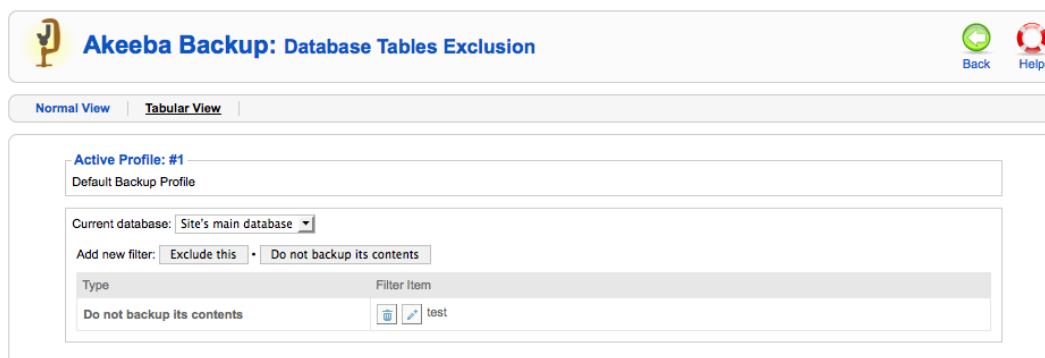 Akeeba Backup: Database Tables Exclusion
Back
Help
Normal View
Tabular View
Active Profile: #1
Default Backup Profile
Current database: Site's main database
Add new filter: Exclude this • Do not backup its contents
Type Filter Item
Do not backup its contents test